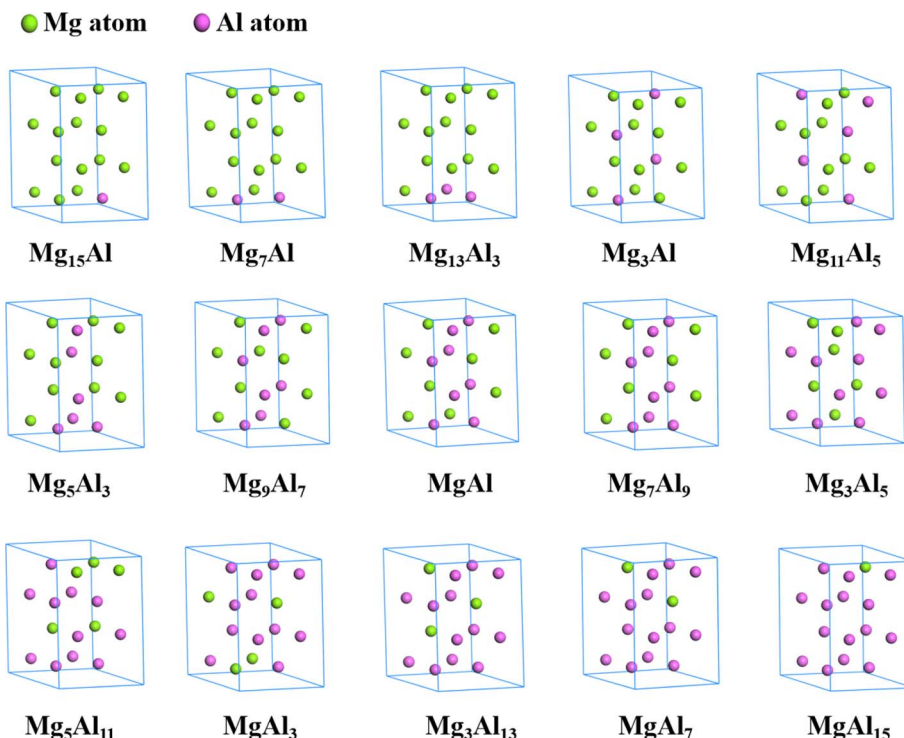 Mg atom Al atom
Mg₁₅Al Mg₇Al Mg₁₃Al₃ Mg₃Al Mg₁₁Al₅
Mg₅Al₃ Mg₉Al₇ MgAl Mg₇Al₉ Mg₃Al₅
Mg₅Al₁₁ MgAl₃ Mg₃Al₁₃ MgAl₇ MgAl₁₅